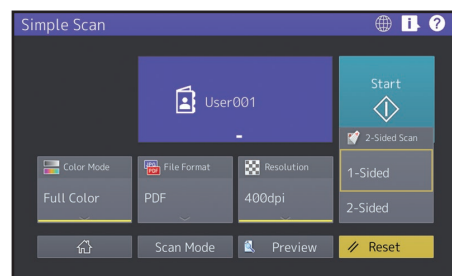 Simple Scan
User001
Start
2-Sided Scan
1-Sided
2-Sided
Color Mode
Full Color
File Format
PDF
Resolution
400dpi
Scan Mode
Preview
Reset